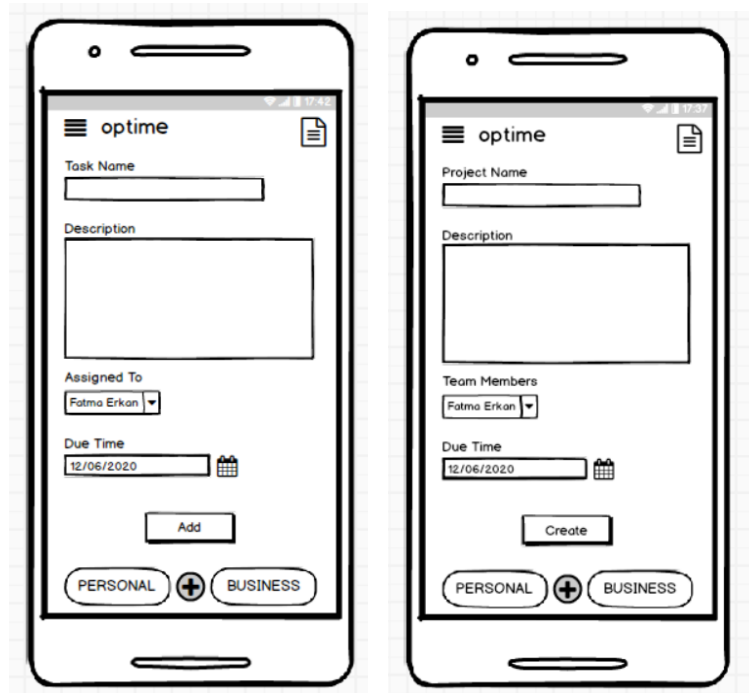 17:42
optime
Task Name
Description
Assigned To
Fatma Erkan
Due Time
12/06/2020
Add
PERSONAL
BUSINESS
17:37
optime
Project Name
Description
Team Members
Fatma Erkan
Due Time
12/06/2020
Create
PERSONAL
BUSINESS